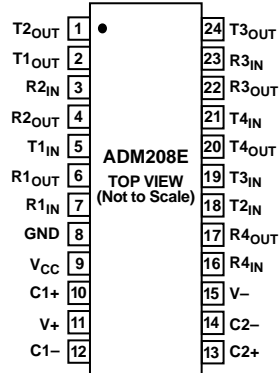 T2OUT 1
T1OUT 2
R2IN 3
R2OUT 4
T1IN 5
R1OUT 6
R1IN 7
GND 8
VCC 9
C1+ 10
V+ 11
C1– 12
ADM208E
TOP VIEW
(Not to Scale)
24 T3OUT
23 R3IN
22 R3OUT
21 T4IN
20 T4OUT
19 T3IN
18 T2IN
17 R4OUT
16 R4IN
15 V–
14 C2–
13 C2+